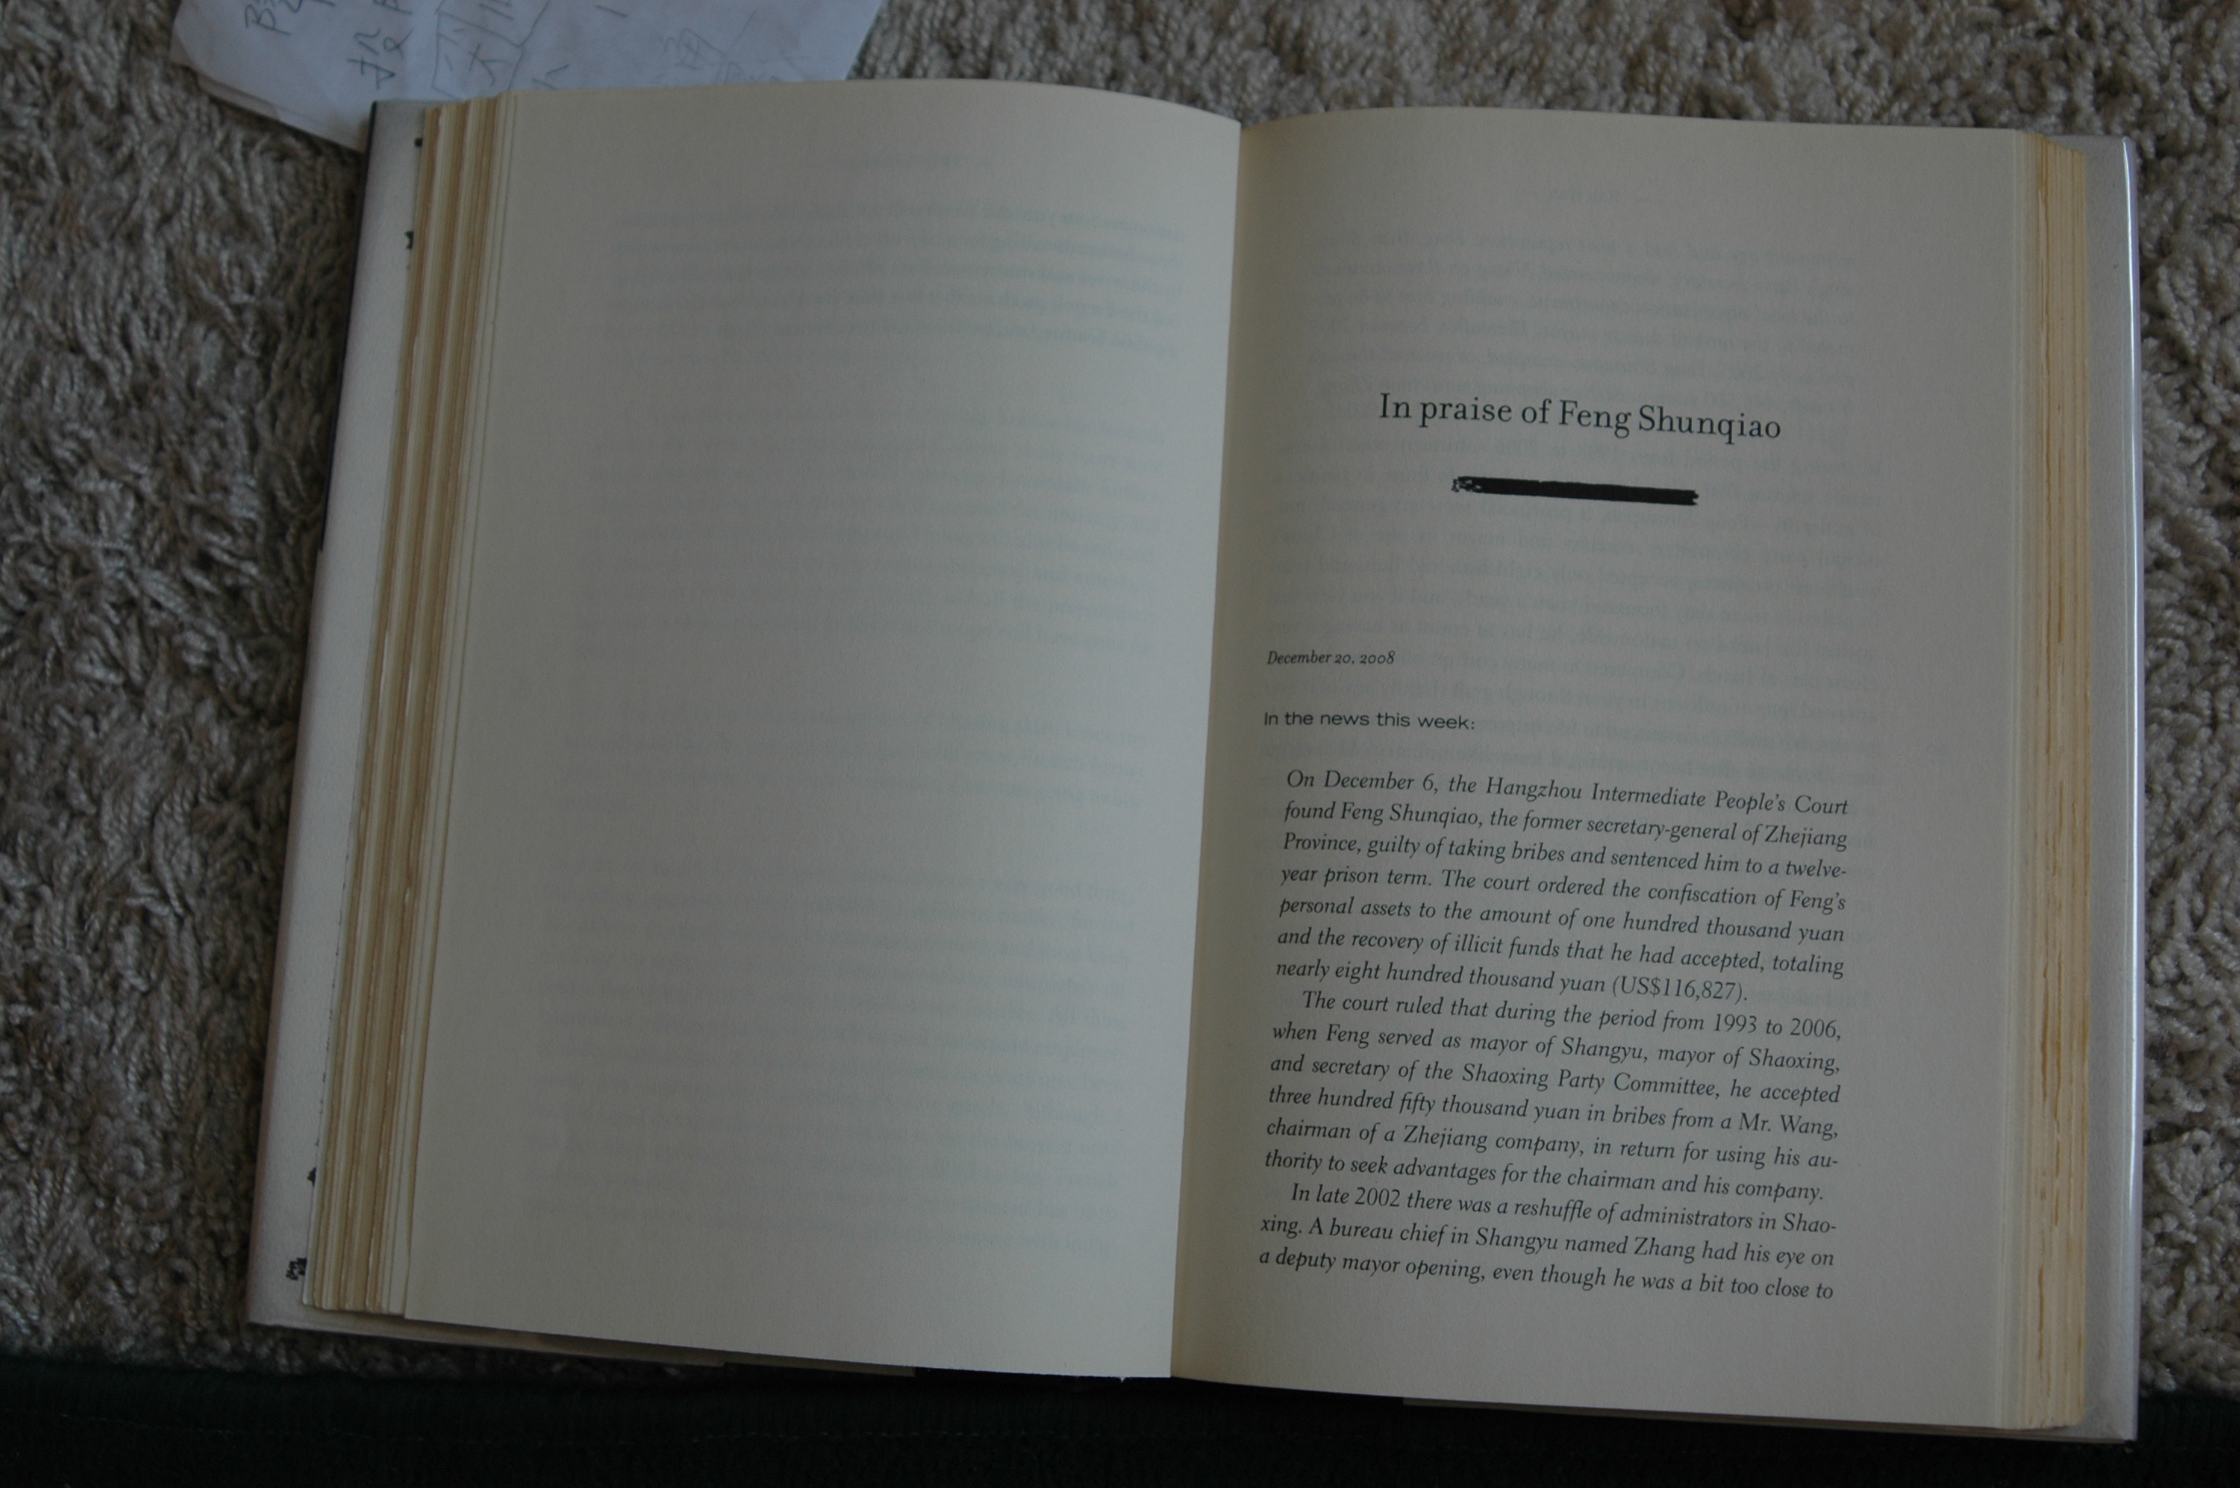 In praise of Feng Shunqiao
December 20, 2008
In the news this week:
On December 6, the Hangzhou Intermediate People's Court
found Feng Shunqiao, the former secretary-general of Zhejiang
Province, guilty of taking bribes and sentenced him to a twelve-
year prison term. The court ordered the confiscation of Feng's
personal assets to the amount of one hundred thousand yuan
and the recovery of illicit funds that he had accepted, totaling
nearly eight hundred thousand yuan (US$116,827).
The court ruled that during the period from 1993 to 2006,
when Feng served as mayor of Shangyu, mayor of Shaoxing,
and secretary of the Shaoxing Party Committee, he accepted
three hundred fifty thousand yuan in bribes from a Mr. Wang,
chairman of a Zhejiang company, in return for using his au-
thority to seek advantages for the chairman and his company.
In late 2002 there was a reshuffle of administrators in Shao-
xing. A bureau chief in Shangyu named Zhang had his eye on
a deputy mayor opening, even though he was a bit too close to